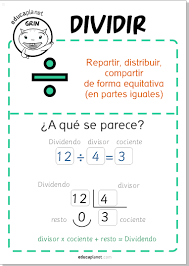 educaplanet.com
GRIN
DIVIDIR
Repartir, distribuir,
compartir
de forma equitativa
(en partes iguales)
¿A qué se parece?
Dividendo divisor cociente
12 ÷ 4 = 3
Dividendo divisor
12 4
resto 0 3 cociente
divisor x cociente + resto = Dividendo
educaplanet.com